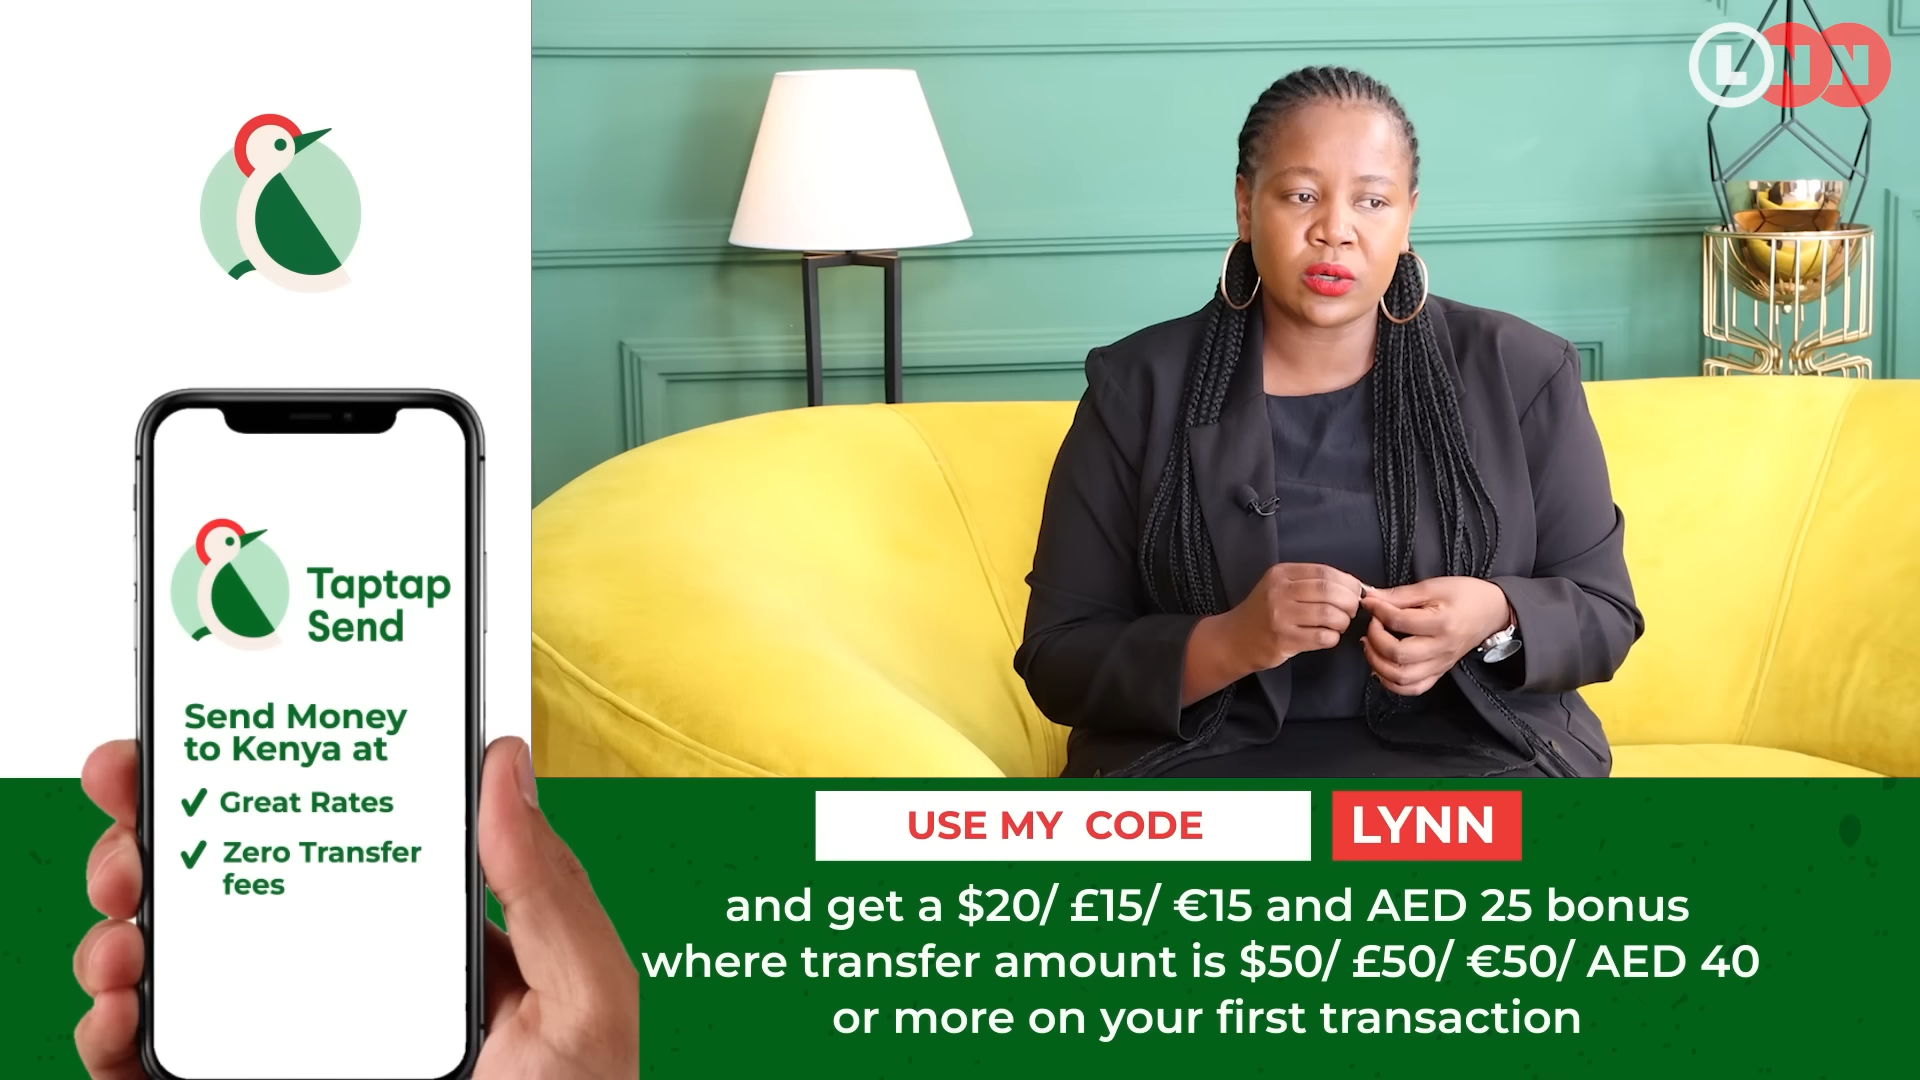 LNN
Taptap
Send
Send Money
to Kenya at
Great Rates
Zero Transfer
fees
USE MY CODE LYNN
and get a $20/ £15/ €15 and AED 25 bonus
where transfer amount is $50/ £50/ €50/ AED 40
or more on your first transaction